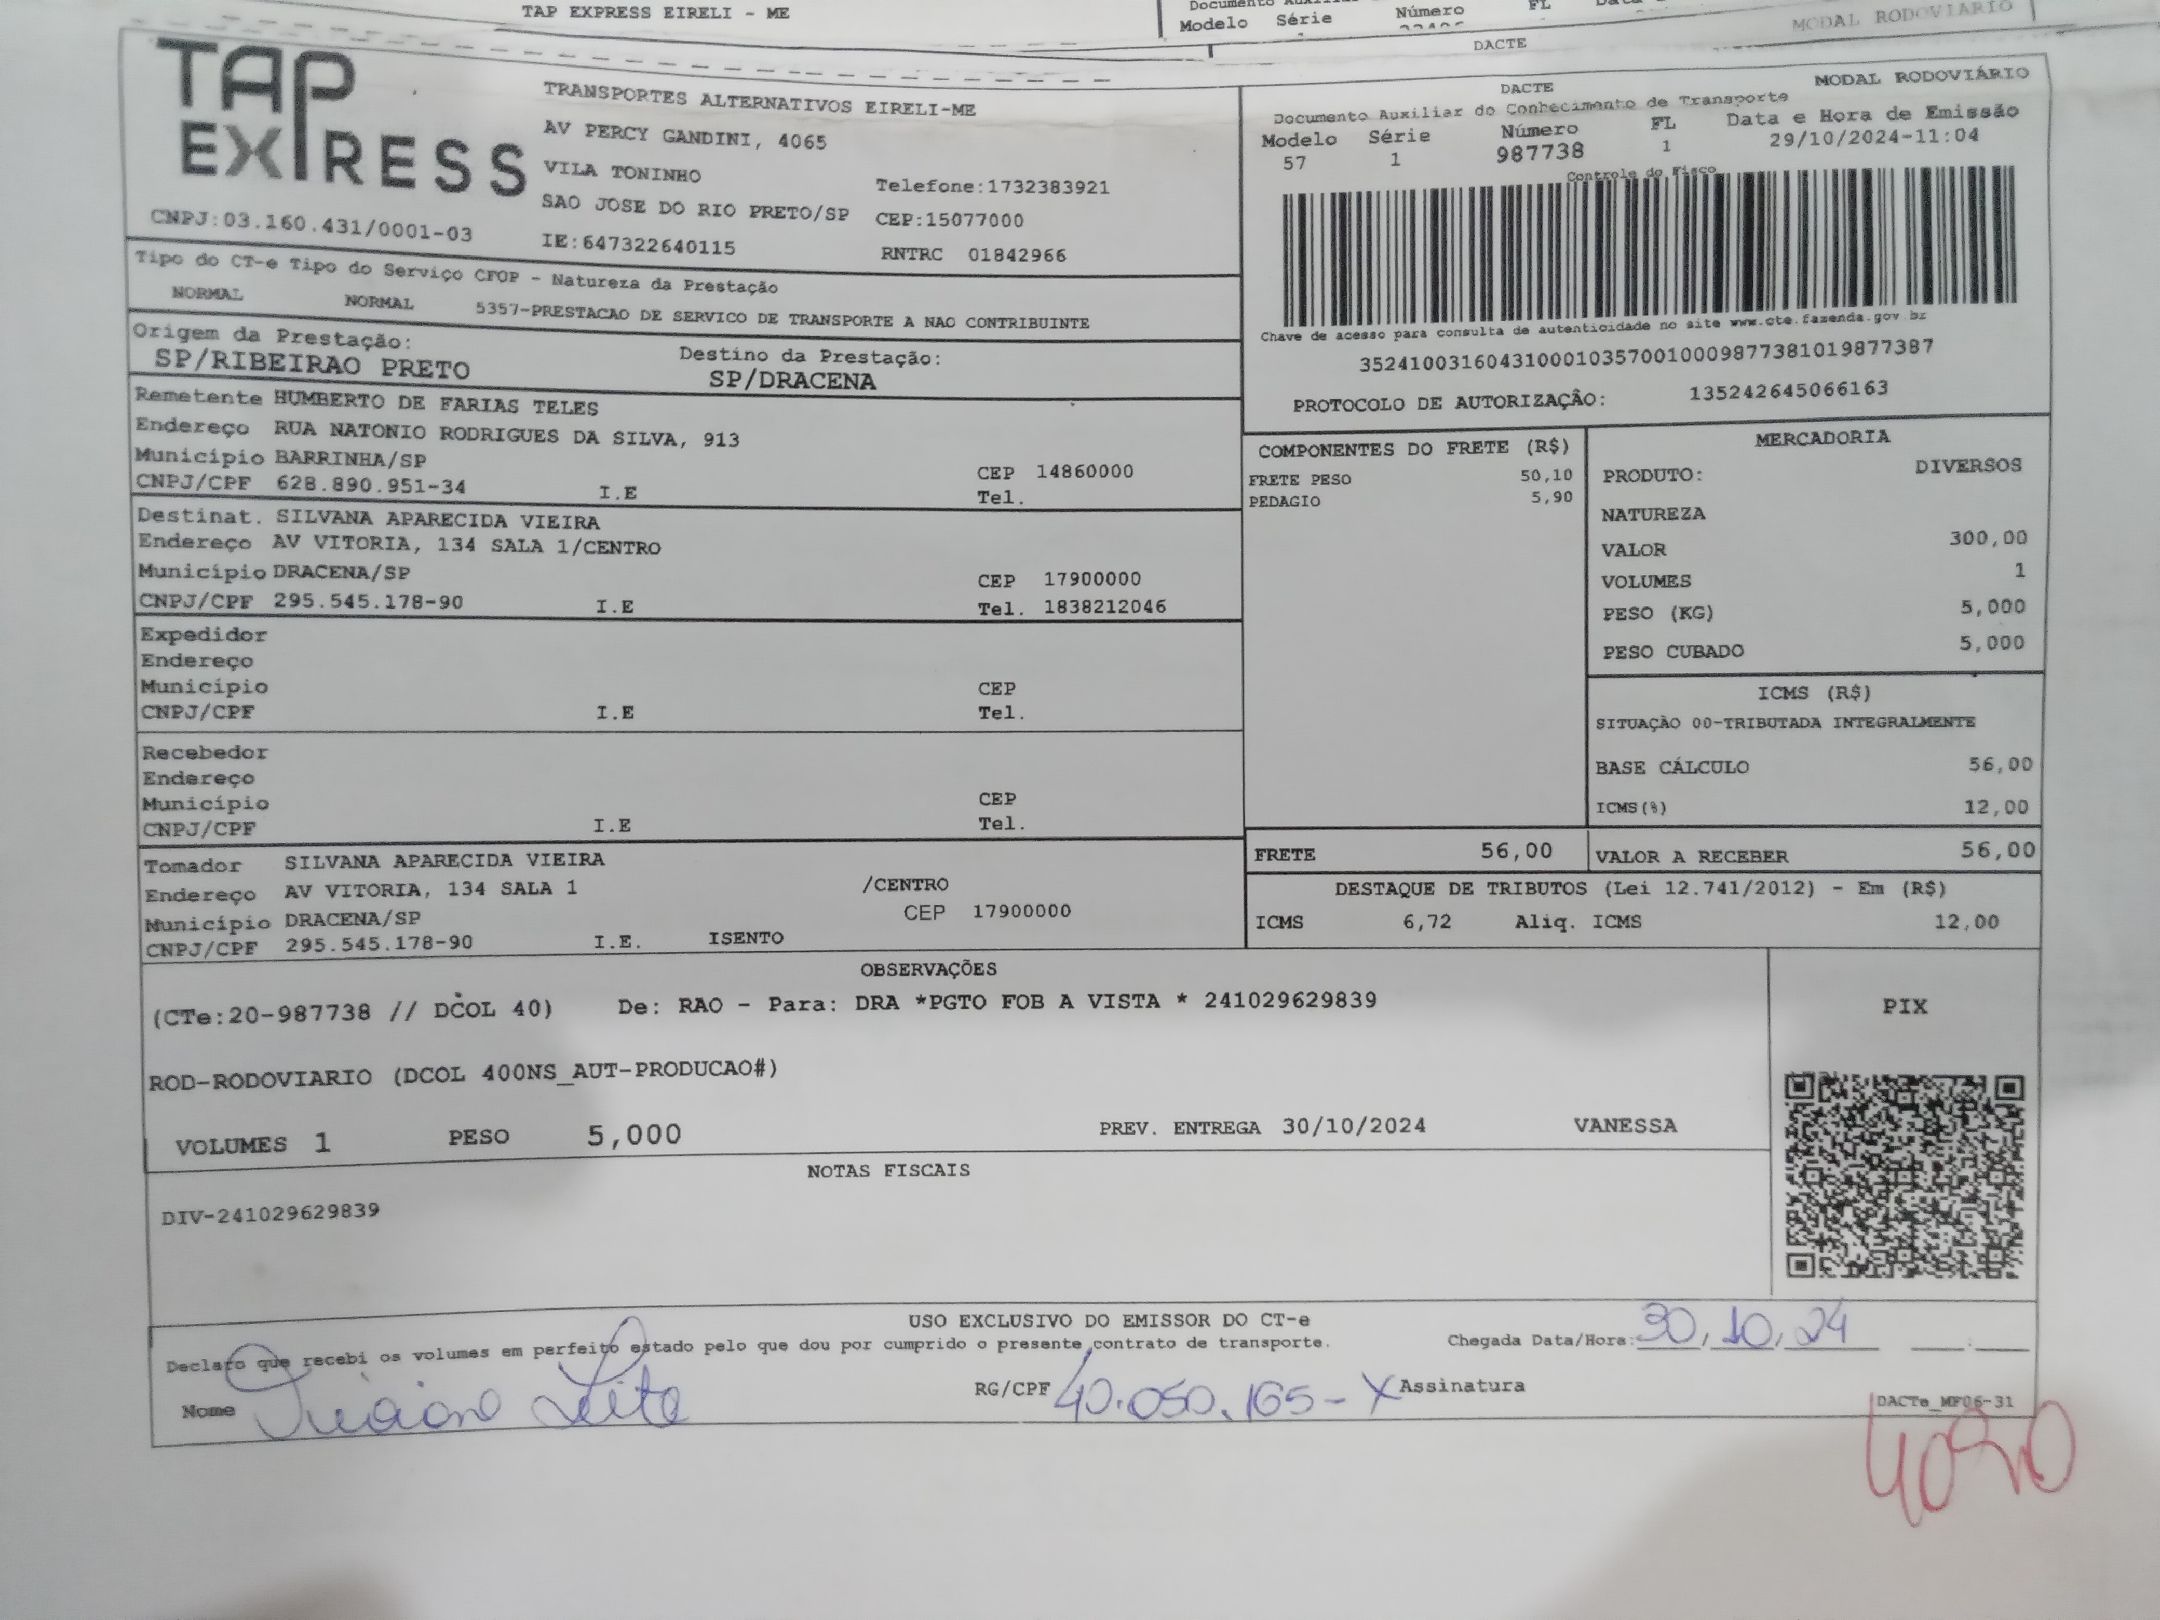 TAP EXPRESS EIRELI - ME
Modelo Série Número FL
MODAL RODOVIARIO
DACTE
TAP EXPRESS
CNPJ:03.160.431/0001-03
TRANSPORTES ALTERNATIVOS EIRELI-ME
AV PERCY GANDINI, 4065
VILA TONINHO
Telefone:1732383921
SAO JOSE DO RIO PRETO/SP CEP:15077000
IE:647322640115 RNTRC 01842966
DACTE MODAL RODOVIÁRIO
Documento Auxiliar do Conhecimento de Transporte
Modelo Série Número FL Data e Hora de Emissão
57 1 987738 1 29/10/2024-11:04
Controle do Fisco
Chave de acesso para consulta de autenticidade no site www.cte.fazenda.gov.br
35241003160431000103570010009877381019877387
PROTOCOLO DE AUTORIZAÇÃO: 135242645066163
Tipo do CT-e Tipo do Serviço CFOP - Natureza da Prestação
NORMAL NORMAL 5357-PRESTACAO DE SERVICO DE TRANSPORTE A NAO CONTRIBUINTE
Origem da Prestação: Destino da Prestação:
SP/RIBEIRAO PRETO SP/DRACENA
Remetente HUMBERTO DE FARIAS TELES
Endereço RUA NATONIO RODRIGUES DA SILVA, 913
Município BARRINHA/SP CEP 14860000
CNPJ/CPF 628.890.951-34 I.E Tel.
Destinat. SILVANA APARECIDA VIEIRA
Endereço AV VITORIA, 134 SALA 1/CENTRO
Município DRACENA/SP CEP 17900000
CNPJ/CPF 295.545.178-90 I.E Tel. 1838212046
Expedidor
Endereço
Município CEP
CNPJ/CPF I.E Tel.
Recebedor
Endereço
Município CEP
CNPJ/CPF I.E Tel.
Tomador SILVANA APARECIDA VIEIRA
Endereço AV VITORIA, 134 SALA 1 /CENTRO
Município DRACENA/SP CEP 17900000
CNPJ/CPF 295.545.178-90 I.E. ISENTO
COMPONENTES DO FRETE (R$)
FRETE PESO 50,10
PEDAGIO 5,90
MERCADORIA
PRODUTO: DIVERSOS
NATUREZA
VALOR 300,00
VOLUMES 1
PESO (KG) 5,000
PESO CUBADO 5,000
ICMS (R$)
SITUAÇÃO 00-TRIBUTADA INTEGRALMENTE
BASE CÁLCULO 56,00
ICMS(%) 12,00
FRETE 56,00 VALOR A RECEBER 56,00
DESTAQUE DE TRIBUTOS (Lei 12.741/2012) - Em (R$)
ICMS 6,72 Aliq. ICMS 12,00
OBSERVAÇÕES
(CTe:20-987738 // DCOL 40) De: RAO - Para: DRA *PGTO FOB A VISTA * 241029629839
ROD-RODOVIARIO (DCOL 400NS_AUT-PRODUCAO#)
VOLUMES 1 PESO 5,000 PREV. ENTREGA 30/10/2024 VANESSA
PIX
NOTAS FISCAIS
DIV-241029629839
USO EXCLUSIVO DO EMISSOR DO CT-e
Declaro que recebi os volumes em perfeito estado pelo que dou por cumprido o presente contrato de transporte. Chegada Data/Hora: 30/10/24
Nome Leite RG/CPF 40.050.165-X Assinatura
DACTe_MF06-31